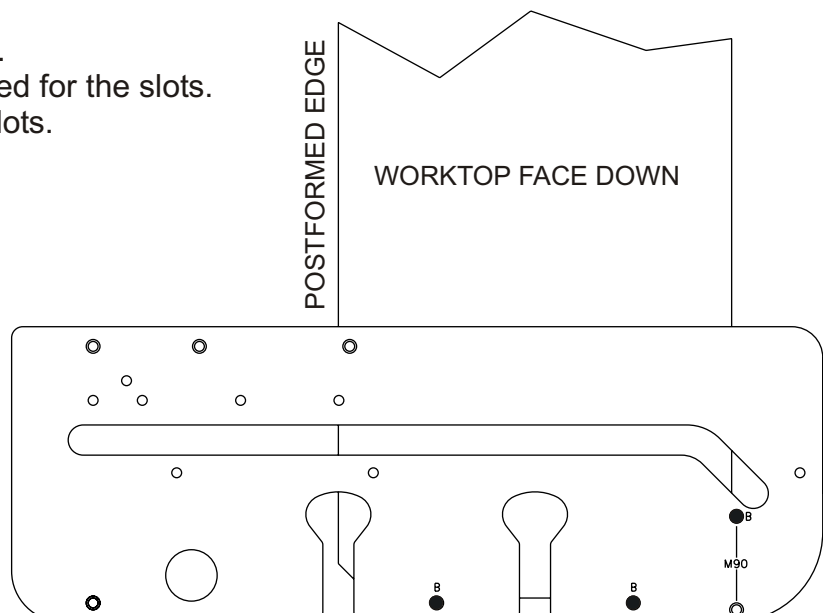 .
ed for the slots.
lots.
POSTFORMED EDGE
WORKTOP FACE DOWN
B
M90
B
B